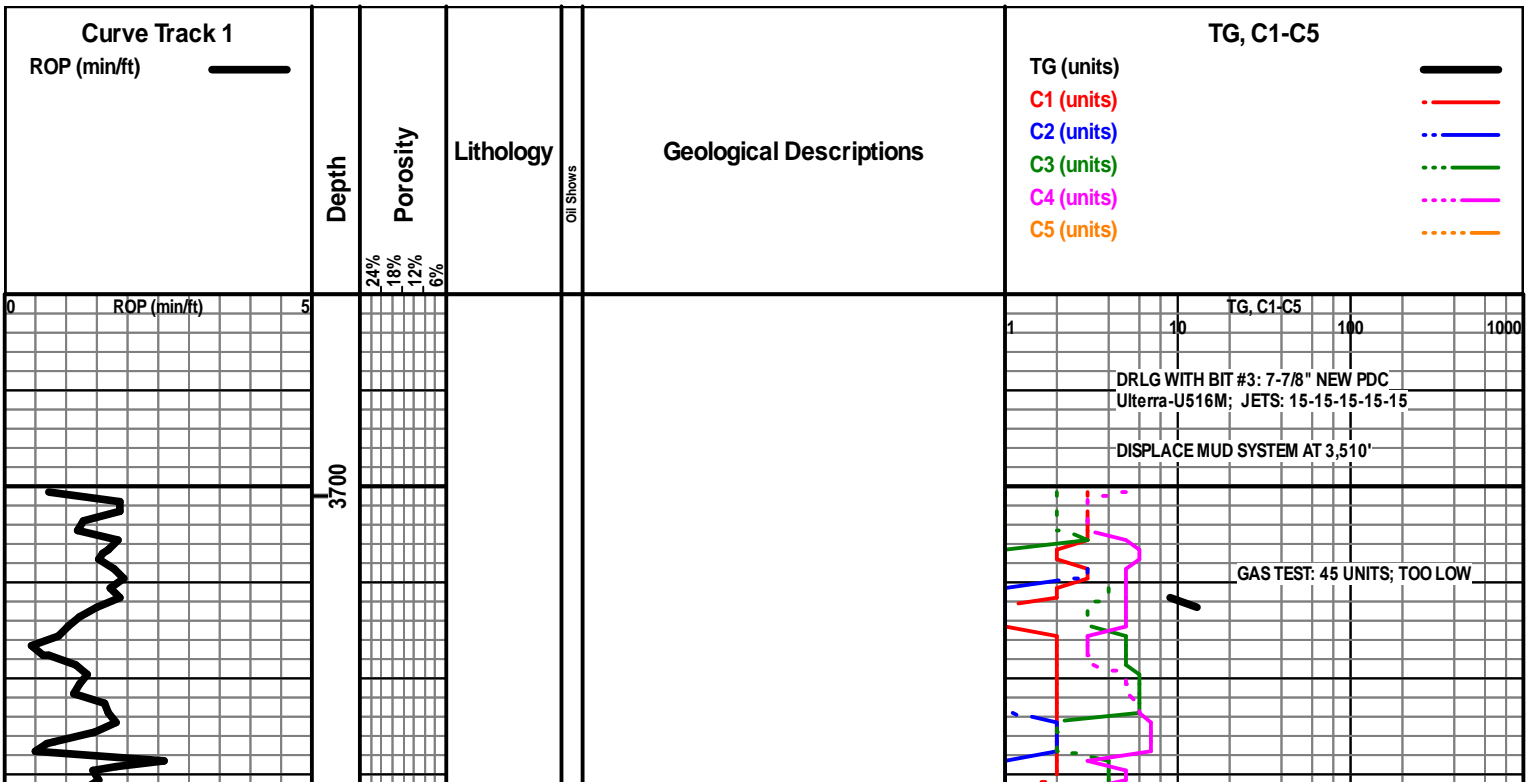 Curve Track 1
ROP (min/ft)
Depth
Porosity
24%
18%
12%
6%
Lithology
Oil Shows
Geological Descriptions
TG, C1-C5
TG (units)
C1 (units)
C2 (units)
C3 (units)
C4 (units)
C5 (units)
0 ROP (min/ft) 5
TG, C1-C5
1 10 100 1000
DRLG WITH BIT #3: 7-7/8" NEW PDC
Ulterra-U516M; JETS: 15-15-15-15-15
DISPLACE MUD SYSTEM AT 3,510'
3700
GAS TEST: 45 UNITS; TOO LOW